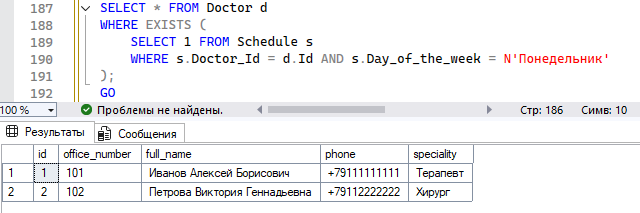 187 SELECT * FROM Doctor d
188 WHERE EXISTS (
189 SELECT 1 FROM Schedule s
190 WHERE s.Doctor_Id = d.Id AND s.Day_of_the_week = N'Понедельник'
191 );
192 GO
100 % Проблемы не найдены. Стр: 186 Симв: 10
Результаты Сообщения
id office_number full_name phone speciality
1 1 101 Иванов Алексей Борисович +79111111111 Терапевт
2 2 102 Петрова Виктория Геннадьевна +79112222222 Хирург